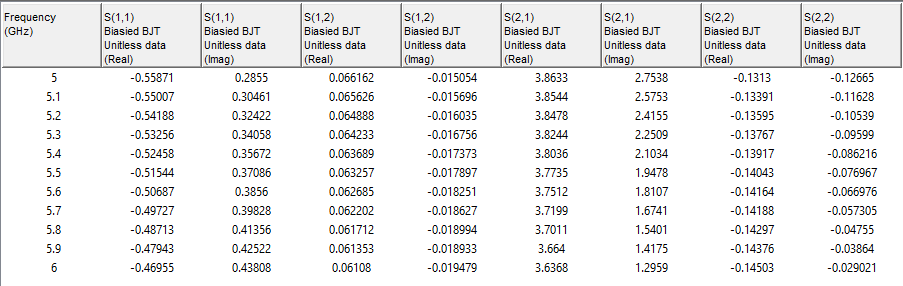 Frequency (GHz) S(1,1) Biasied BJT Unitless data (Real) S(1,1) Biasied BJT Unitless data (Imag) S(1,2) Biasied BJT Unitless data (Real) S(1,2) Biasied BJT Unitless data (Imag) S(2,1) Biasied BJT Unitless data (Real) S(2,1) Biasied BJT Unitless data (Imag) S(2,2) Biasied BJT Unitless data (Real) S(2,2) Biasied BJT Unitless data (Imag)
5 -0.55871 0.2855 0.066162 -0.015054 3.8633 2.7538 -0.1313 -0.12665
5.1 -0.55007 0.30461 0.065626 -0.015696 3.8544 2.5753 -0.13391 -0.11628
5.2 -0.54188 0.32422 0.064888 -0.016035 3.8478 2.4155 -0.13595 -0.10539
5.3 -0.53256 0.34058 0.064233 -0.016756 3.8244 2.2509 -0.13767 -0.09599
5.4 -0.52458 0.35672 0.063689 -0.017373 3.8036 2.1034 -0.13917 -0.086216
5.5 -0.51544 0.37086 0.063257 -0.017897 3.7735 1.9478 -0.14043 -0.076967
5.6 -0.50687 0.3856 0.062685 -0.018251 3.7512 1.8107 -0.14164 -0.066976
5.7 -0.49727 0.39828 0.062202 -0.018627 3.7199 1.6741 -0.14188 -0.057305
5.8 -0.48713 0.41356 0.061712 -0.018994 3.7011 1.5401 -0.14297 -0.04755
5.9 -0.47943 0.42522 0.061353 -0.018933 3.664 1.4175 -0.14376 -0.03864
6 -0.46955 0.43808 0.06108 -0.019479 3.6368 1.2959 -0.14503 -0.029021